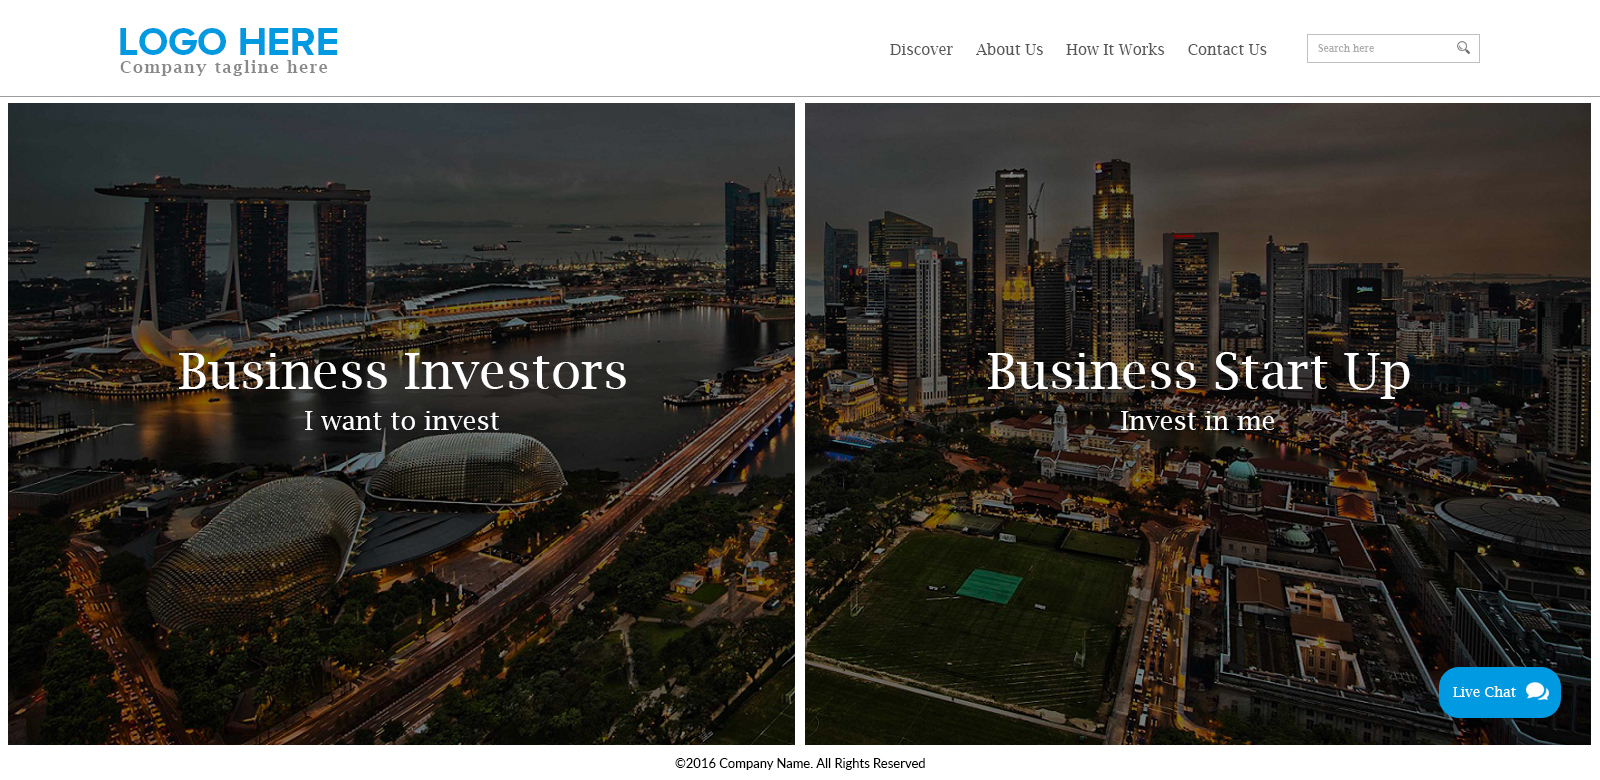 LOGO HERE
Company tagline here
Discover About Us How It Works Contact Us Search here
Business Investors
I want to invest
Business Start Up
Invest in me
Live Chat
©2016 Company Name. All Rights Reserved